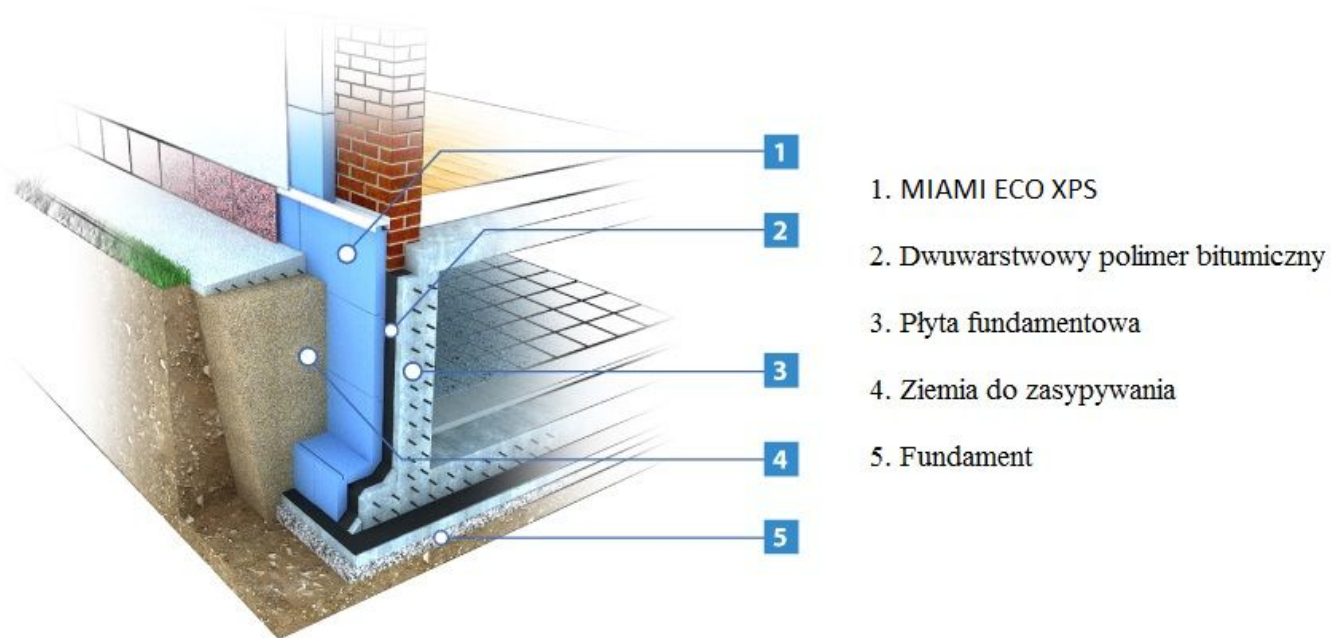 1
2
3
4
5
1. MIAMI ECO XPS
2. Dwuwarstwowy polimer bitumiczny
3. Płyta fundamentowa
4. Ziemia do zasypywania
5. Fundament